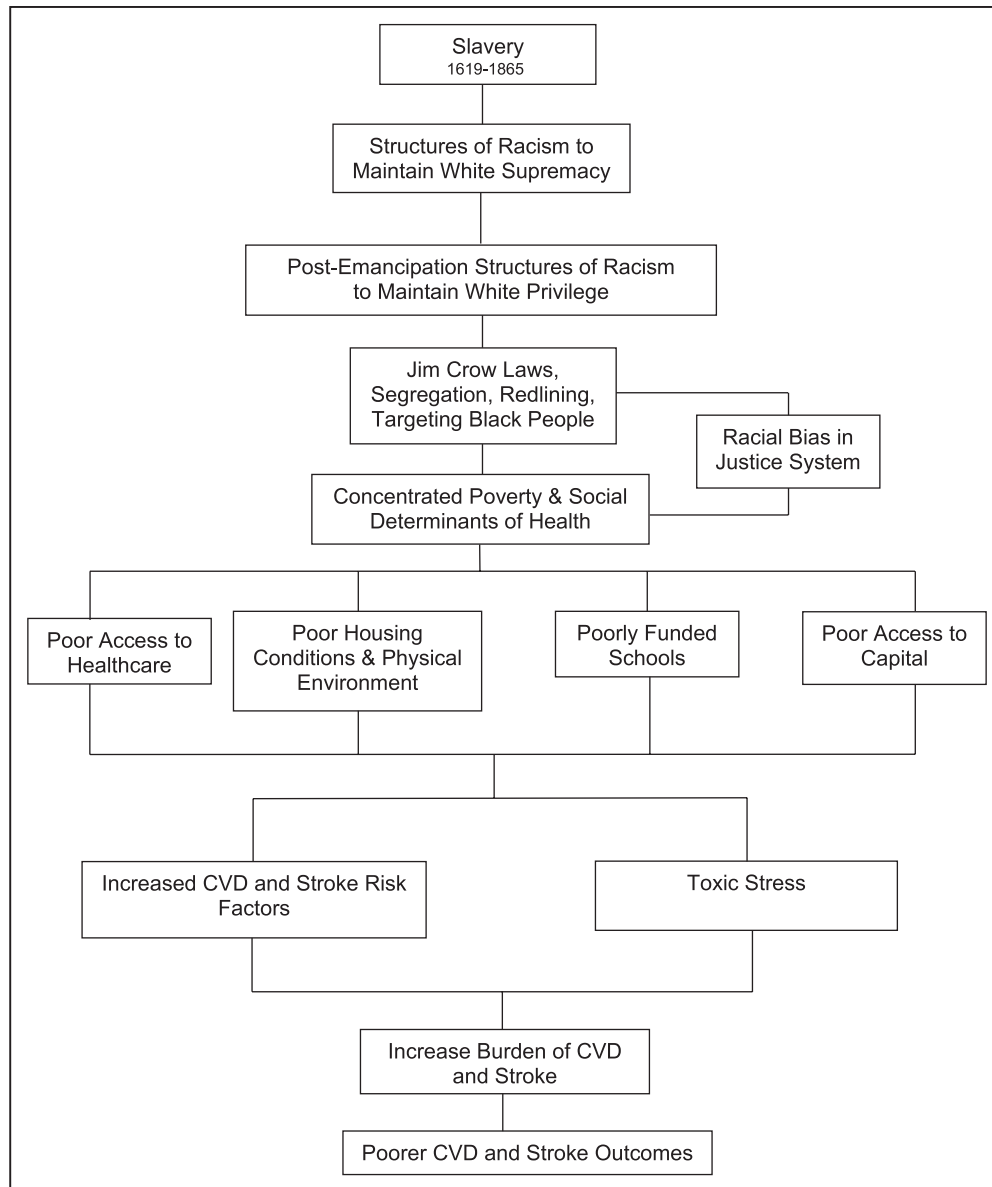 Slavery
1619-1865
Structures of Racism to
Maintain White Supremacy
Post-Emancipation Structures of Racism
to Maintain White Privilege
Jim Crow Laws,
Segregation, Redlining,
Targeting Black People
Racial Bias in
Justice System
Concentrated Poverty & Social
Determinants of Health
Poor Access to
Healthcare
Poor Housing
Conditions & Physical
Environment
Poorly Funded
Schools
Poor Access to
Capital
Increased CVD and Stroke Risk
Factors
Toxic Stress
Increase Burden of CVD
and Stroke
Poorer CVD and Stroke Outcomes